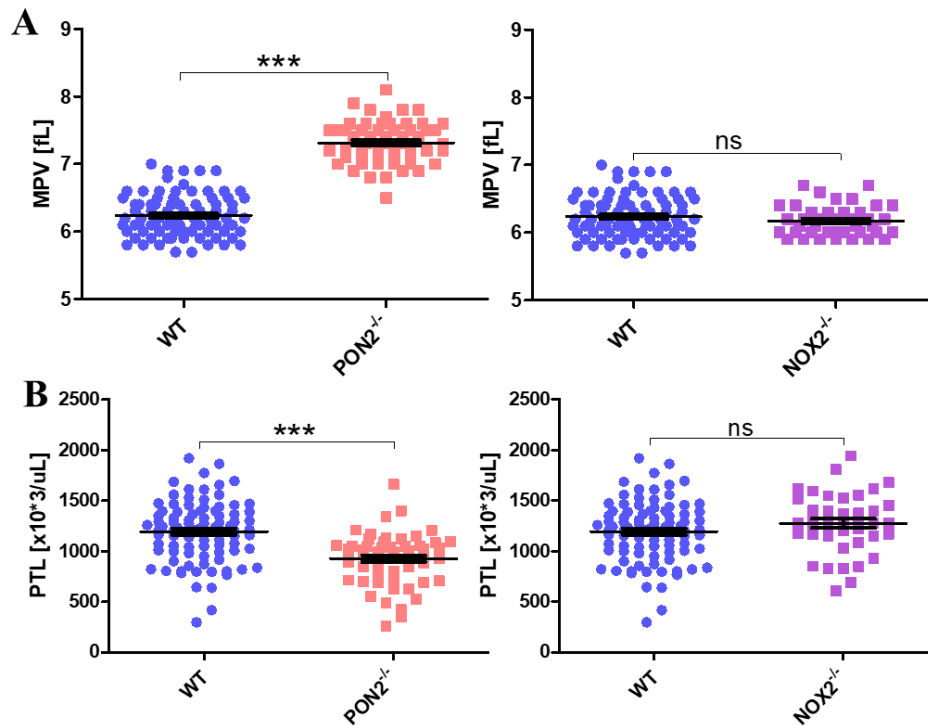 A
MPV [fL]
9
8
7
6
5
***
WT
PON2-/-
MPV [fL]
9
8
7
6
5
ns
WT
NOX2-/-
B
PTL [x10*3/uL]
2500
2000
1500
1000
500
0
***
WT
PON2-/-
PTL [x10*3/uL]
2500
2000
1500
1000
500
0
ns
WT
NOX2-/-